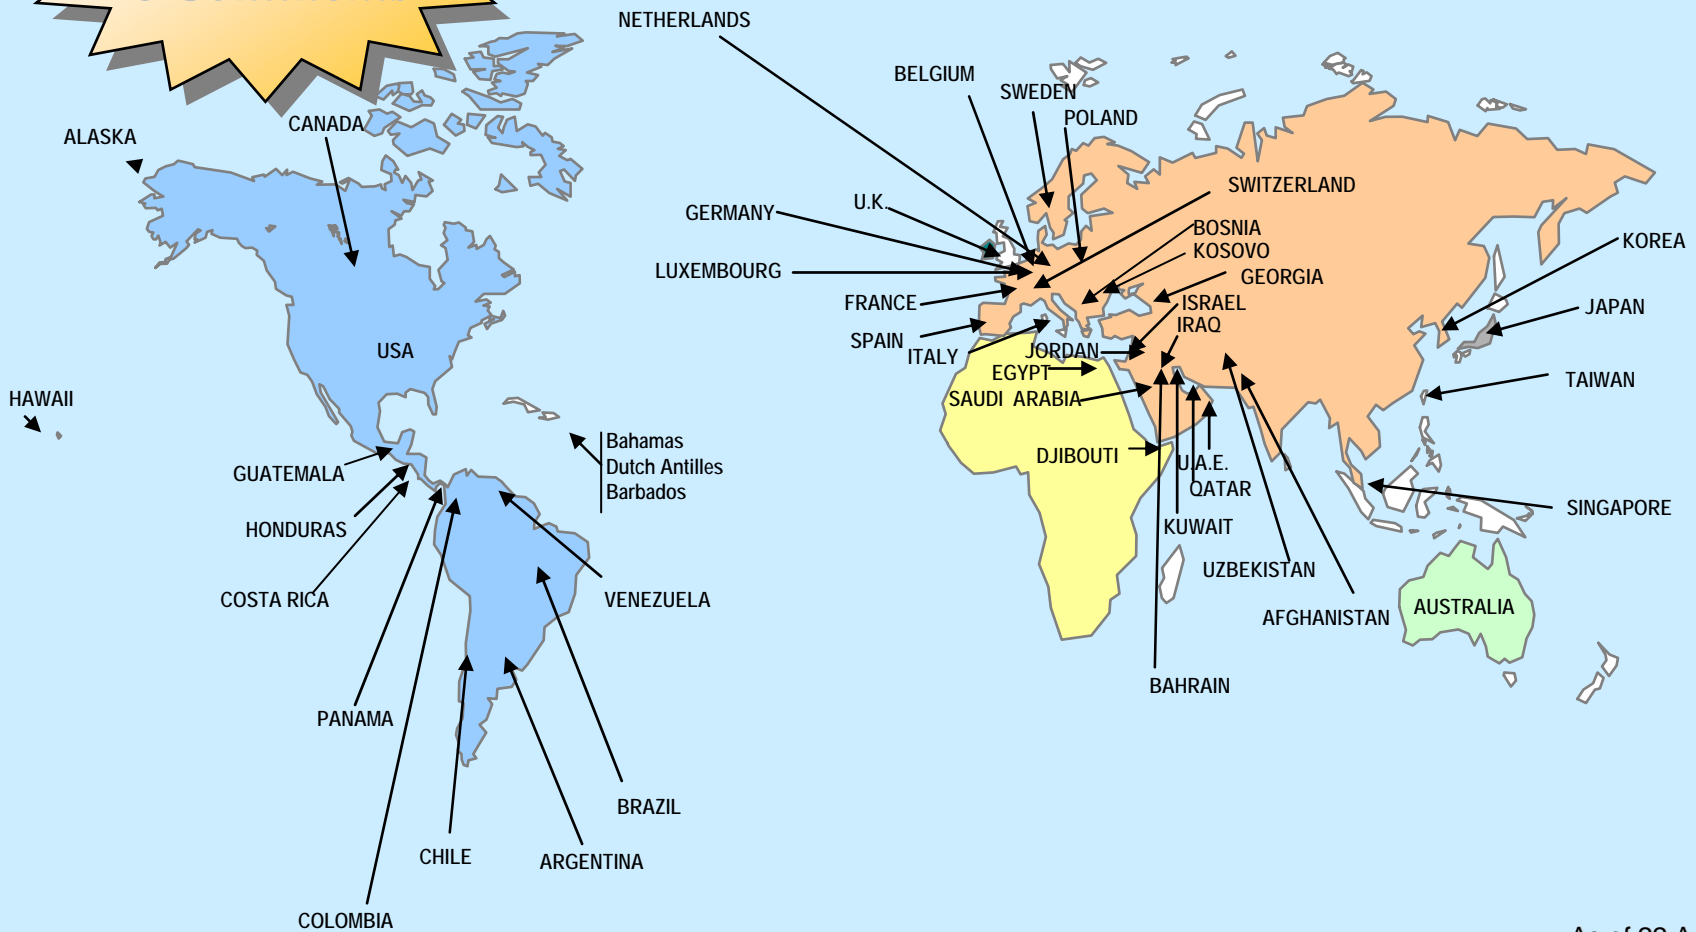 NETHERLANDS
BELGIUM
SWEDEN
POLAND
CANADA
ALASKA
SWITZERLAND
U.K.
GERMANY
BOSNIA
KOSOVO
KOREA
LUXEMBOURG
GEORGIA
FRANCE
ISRAEL
JAPAN
IRAQ
SPAIN
ITALY
JORDAN
USA
EGYPT
TAIWAN
HAWAII
SAUDI ARABIA
Bahamas
Dutch Antilles
Barbados
DJIBOUTI
U.A.E.
GUATEMALA
QATAR
SINGAPORE
HONDURAS
KUWAIT
UZBEKISTAN
COSTA RICA
VENEZUELA
AUSTRALIA
AFGHANISTAN
BAHRAIN
PANAMA
BRAZIL
CHILE
ARGENTINA
COLOMBIA